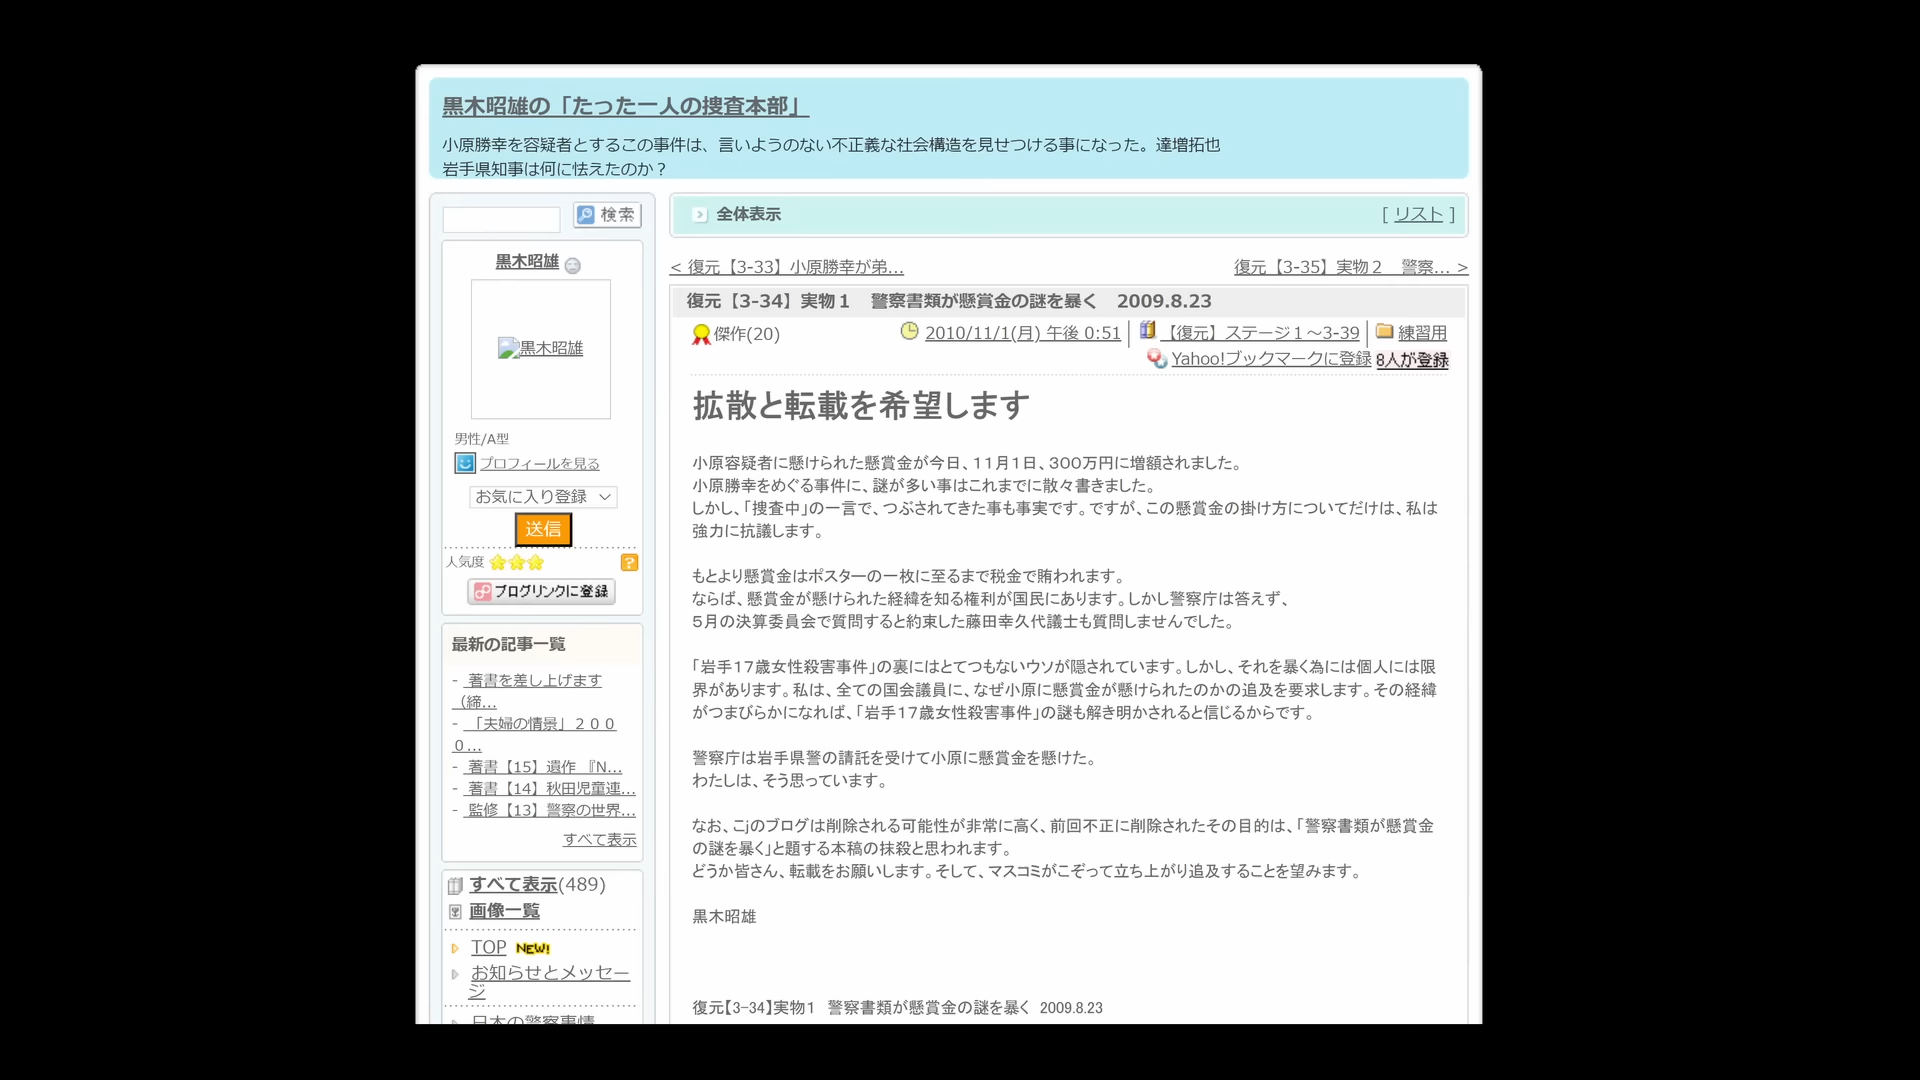 黒木昭雄の「たった一人の捜査本部」
小原勝幸を容疑者とするこの事件は、言いようのない不正義な社会構造を見せつける事になった。達増拓也
岩手県知事は何に怯えたのか？
検索
黒木昭雄
黒木昭雄
男性/A型
プロフィールを見る
お気に入り登録
送信
人気度
?
ブログリンクに登録
最新の記事一覧
- 著書を差し上げます
（締...
- 「夫婦の情景」２００
０...
- 著書【15】遺作 『N...
- 著書【14】秋田児童連...
- 監修【13】警察の世界...
すべて表示
すべて表示(489)
画像一覧
TOP NEW!
お知らせとメッセー
ジ
日本の警察事情
全体表示
[ リスト ]
< 復元【3-33】小原勝幸が弟...
復元【3-35】実物２　警察... >
復元【3-34】実物１　警察書類が懸賞金の謎を暴く　2009.8.23
傑作(20)
2010/11/1(月) 午後 0:51
【復元】ステージ１～3-39
練習用
Yahoo!ブックマークに登録 8人が登録
拡散と転載を希望します
小原容疑者に懸けられた懸賞金が今日、１１月１日、３００万円に増額されました。
小原勝幸をめぐる事件に、謎が多い事はこれまでに散々書きました。
しかし、「捜査中」の一言で、つぶされてきた事も事実です。ですが、この懸賞金の掛け方についてだけは、私は
強力に抗議します。
もとより懸賞金はポスターの一枚に至るまで税金で賄われます。
ならば、懸賞金が懸けられた経緯を知る権利が国民にあります。しかし警察庁は答えず、
５月の決算委員会で質問すると約束した藤田幸久代議士も質問しませんでした。
「岩手１７歳女性殺害事件」の裏にはとてつもないウソが隠されています。しかし、それを暴く為には個人には限
界があります。私は、全ての国会議員に、なぜ小原に懸賞金が懸けられたのかの追及を要求します。その経緯
がつまびらかになれば、「岩手１７歳女性殺害事件」の謎も解き明かされると信じるからです。
警察庁は岩手県警の請託を受けて小原に懸賞金を懸けた。
わたしは、そう思っています。
なお、こjのブログは削除される可能性が非常に高く、前回不正に削除されたその目的は、「警察書類が懸賞金
の謎を暴く」と題する本稿の抹殺と思われます。
どうか皆さん、転載をお願いします。そして、マスコミがこぞって立ち上がり追及することを望みます。
黒木昭雄
復元【3-34】実物１　警察書類が懸賞金の謎を暴く　2009.8.23